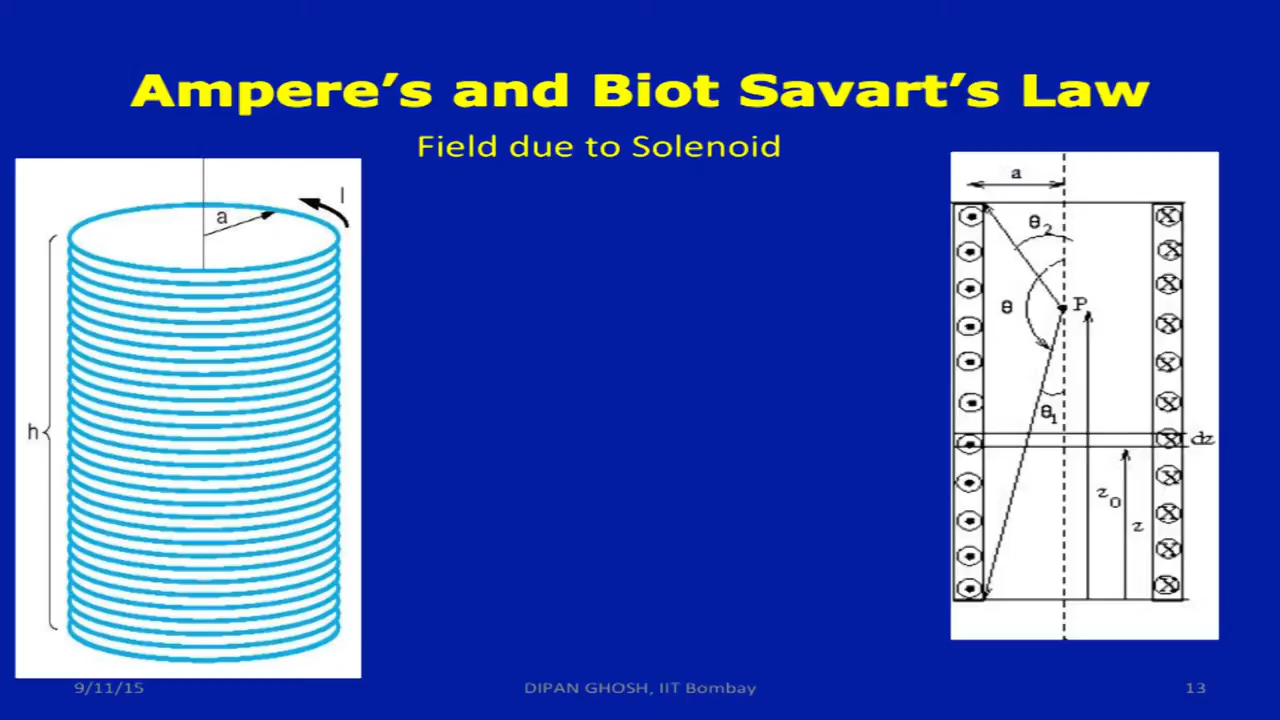 Ampere's and Biot Savart's Law
Field due to Solenoid
a
I
h
a
θ2
P
θ
θ1
dz
z0
z
9/11/15
DIPAN GHOSH, IIT Bombay
13